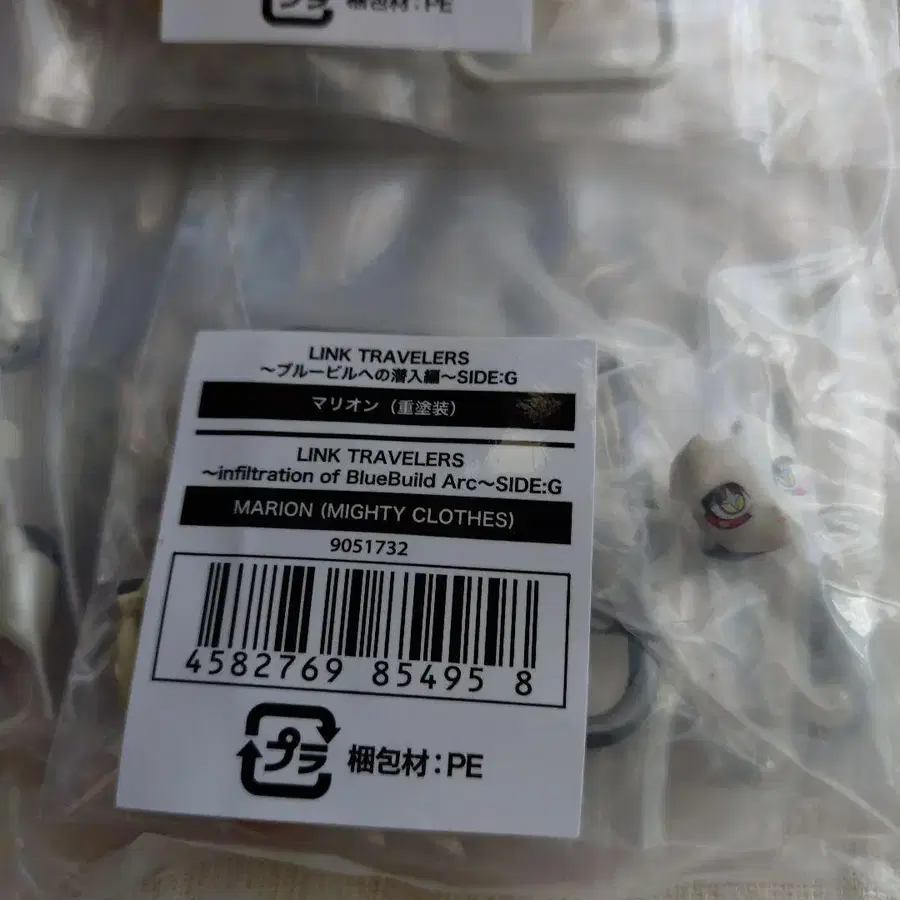 プラ 梱包材：PE
LINK TRAVELERS
～ブルービルへの潜入編～SIDE:G
マリオン（重塗装）
LINK TRAVELERS
～infiltration of BlueBuild Arc～SIDE:G
MARION (MIGHTY CLOTHES)
9051732
4582769 85495 8
プラ 梱包材：PE